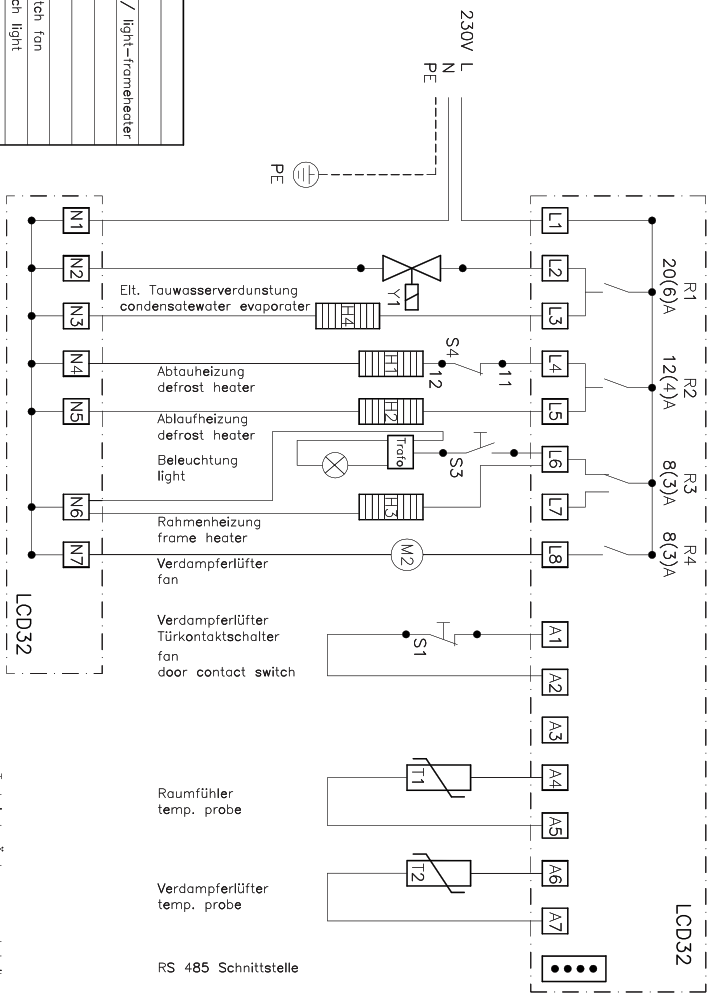 / light-frameheater
tch fan
ch light
230V L
N
PE
PE
LCD32
R1
20(6)A
R2
12(4)A
R3
8(3)A
R4
8(3)A
L1
L2
L3
L4
L5
L6
L7
L8
A1
A2
A3
A4
A5
A6
A7
N1
N2
N3
N4
N5
N6
N7
LCD32
Y1
Elt. Tauwasserverdunstung
condensatewater evaporater
H4
H1
S4
12
11
Abtauheizung
defrost heater
H2
Ablaufheizung
defrost heater
Trafo
S3
Beleuchtung
light
H3
Rahmenheizung
frame heater
M2
Verdampferlüfter
fan
Verdampferlüfter
Türkontaktschalter
fan
door contact switch
S1
T1
Raumfühler
temp. probe
T2
Verdampferlüfter
temp. probe
RS 485 Schnittstelle